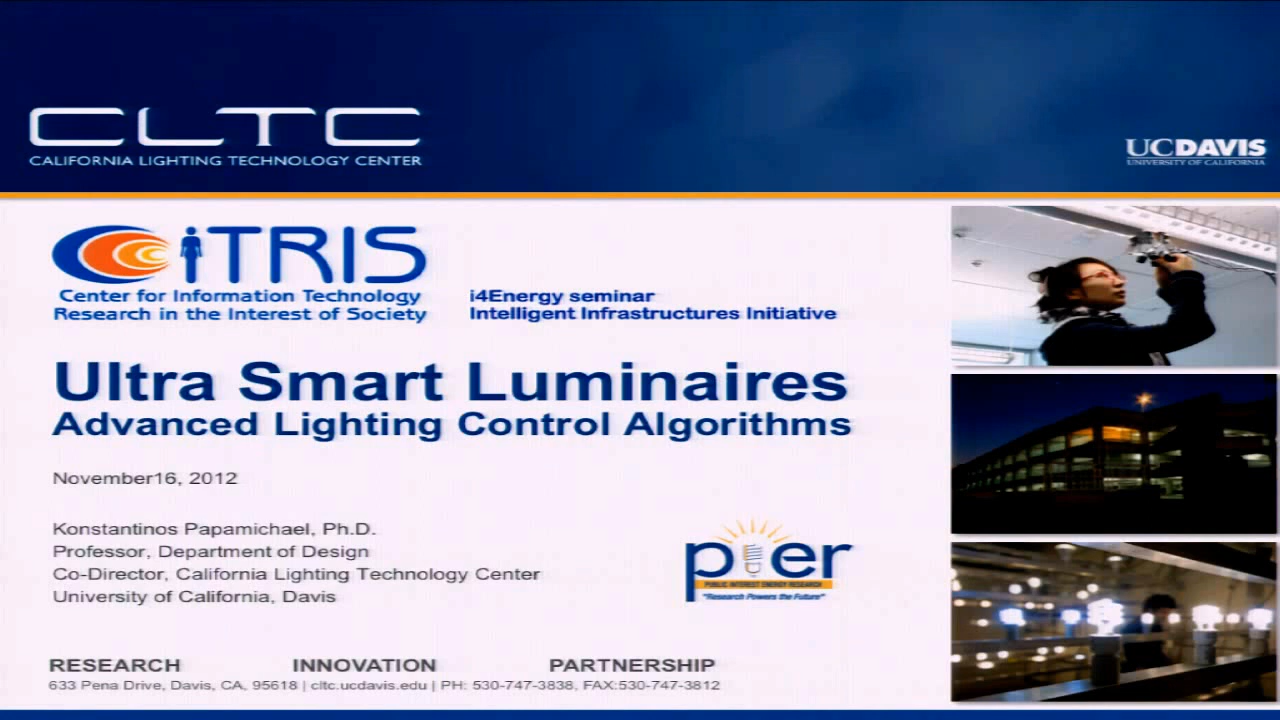 CLTC
CALIFORNIA LIGHTING TECHNOLOGY CENTER
UCDAVIS
UNIVERSITY OF CALIFORNIA
CiTRIS
Center for Information Technology
Research in the Interest of Society
i4Energy seminar
Intelligent Infrastructures Initiative
Ultra Smart Luminaires
Advanced Lighting Control Algorithms
November16, 2012
Konstantinos Papamichael, Ph.D.
Professor, Department of Design
Co-Director, California Lighting Technology Center
University of California, Davis
pier
PUBLIC INTEREST ENERGY RESEARCH
"Research Powers the Future"
RESEARCH INNOVATION PARTNERSHIP
633 Pena Drive, Davis, CA, 95618 | cltc.ucdavis.edu | PH: 530-747-3838, FAX:530-747-3812